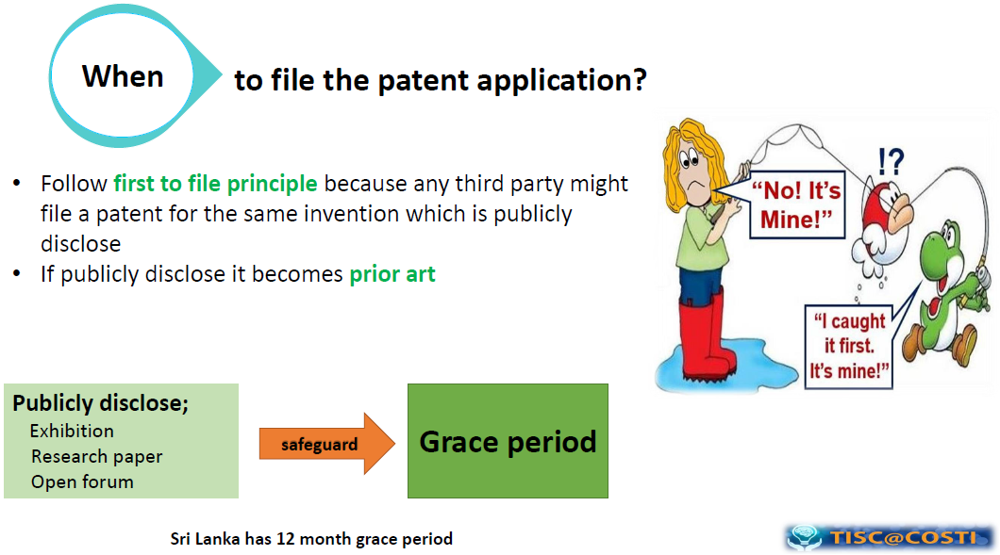 When to file the patent application?
• Follow first to file principle because any third party might
file a patent for the same invention which is publicly
disclose
• If publicly disclose it becomes prior art
!?
“No! It’s
Mine!”
“I caught
it first.
It’s mine!”
Publicly disclose;
Exhibition
Research paper
Open forum
safeguard
Grace period
Sri Lanka has 12 month grace period
TISC@COSTI